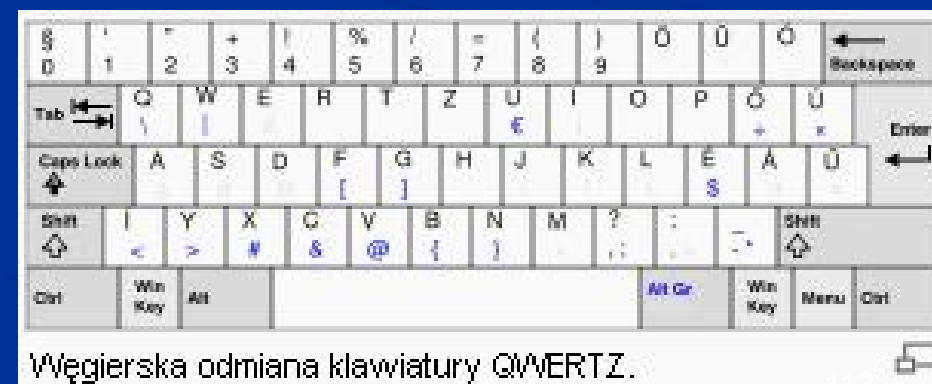 § ' " + ! % / = ( ) Ö Ü Ó Backspace
0 1 2 3 4 5 6 7 8 9
Tab Q W E R T Z U I O P Ő Ú Enter
\ | € ÷ ×
Caps Lock A S D F G H J K L É Á Ű
[ ] $
Shift Í Y X C V B N M ? : _ Shift
< > # & @ { } , ; . - *
Ctrl Win Key Alt Alt Gr Win Key Menu Ctrl
Węgierska odmiana klawiatury QWERTZ.